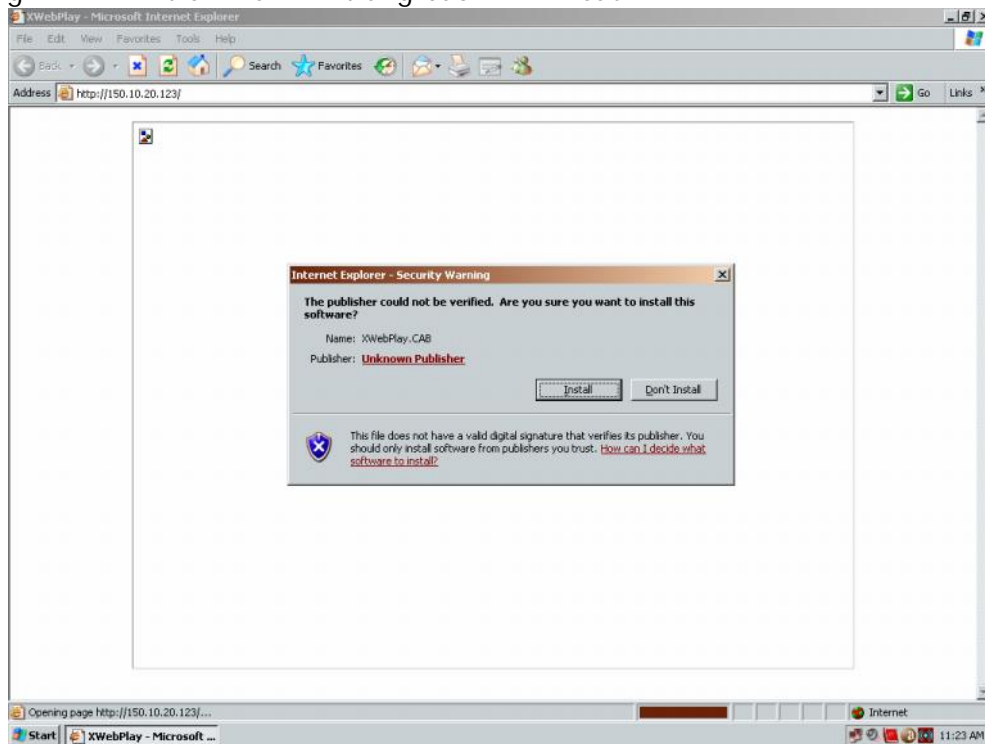 XWebPlay - Microsoft Internet Explorer
File Edit View Favorites Tools Help
Back Search Favorites
Address http://150.10.20.123/ Go Links
Internet Explorer - Security Warning
The publisher could not be verified. Are you sure you want to install this
software?
Name: XWebPlay.CAB
Publisher: Unknown Publisher
Install Don't Install
This file does not have a valid digital signature that verifies its publisher. You
should only install software from publishers you trust. How can I decide what
software to install?
Opening page http://150.10.20.123/... Internet
Start XWebPlay - Microsoft ... 11:23 AM